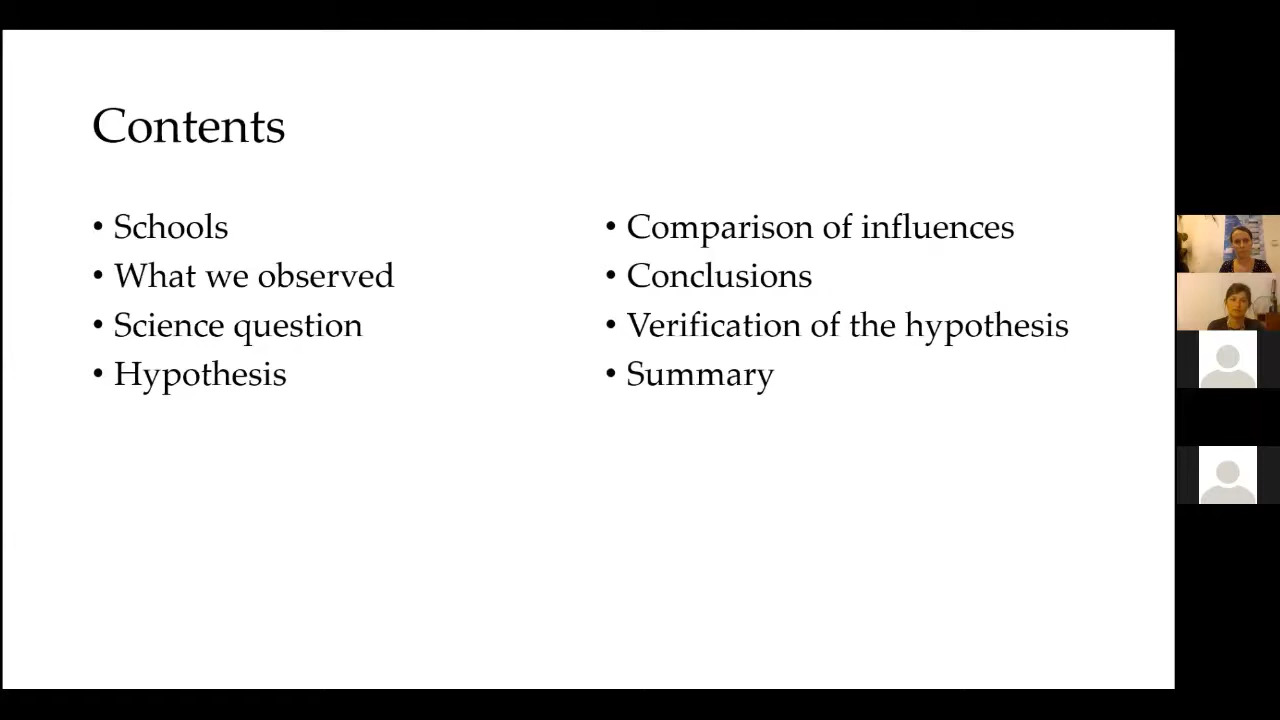 Contents
• Schools
• What we observed
• Science question
• Hypothesis
• Comparison of influences
• Conclusions
• Verification of the hypothesis
• Summary